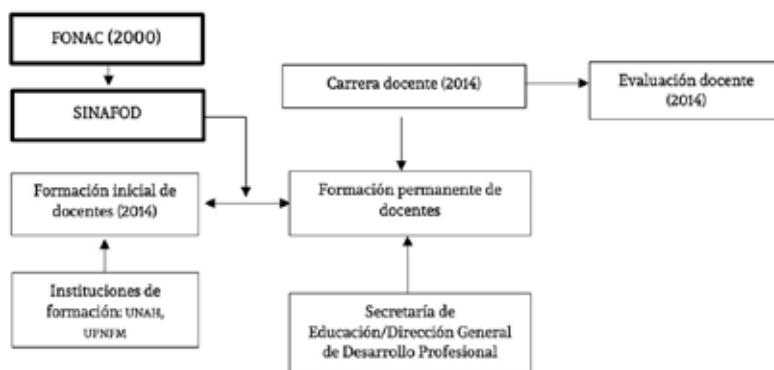 FONAC (2000)
SINAFOD
Carrera docente (2014)
Evaluación docente
(2014)
Formación inicial de
docentes (2014)
Formación permanente de
docentes
Instituciones de
formación: UNAH,
UPNFM
Secretaría de
Educación/Dirección General
de Desarrollo Profesional